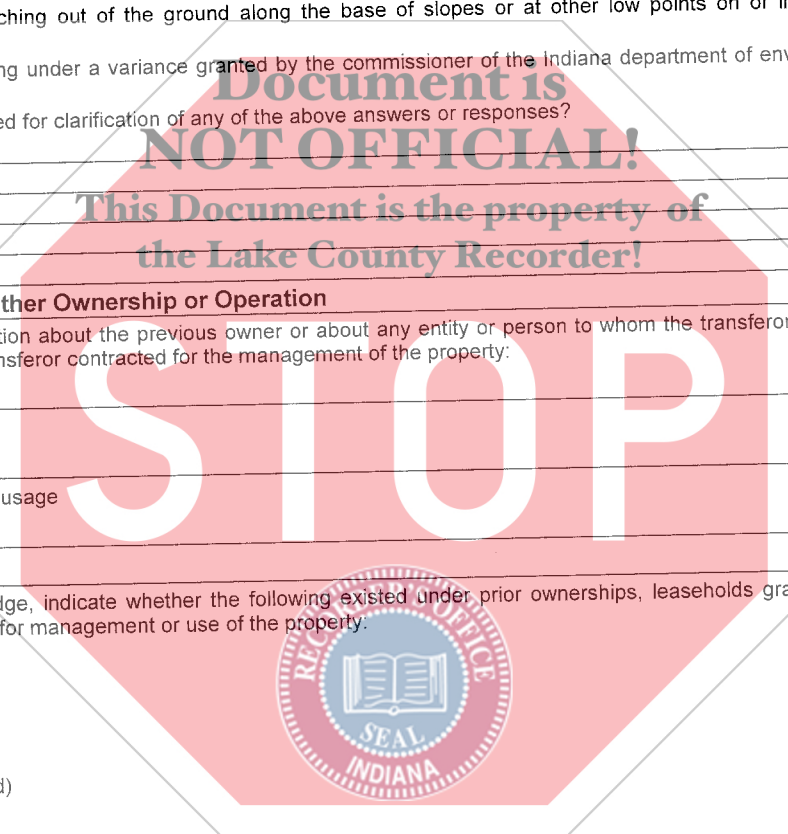 ching out of the ground along the base of slopes or at other low points on or
ng under a variance granted by the commissioner of the Indiana department of env
Document is
ed for clarification of any of the above answers or responses?
NOT OFFICIAL!
This Document is the property of
the Lake County Recorder!
ther Ownership or Operation
tion about the previous owner or about any entity or person to whom the transferor
nsferor contracted for the management of the property:
STOP
usage
dge, indicate whether the following existed under prior ownerships, leaseholds gra
for management or use of the property:
RECORDER'S OFFICE
SEAL
INDIANA
d)